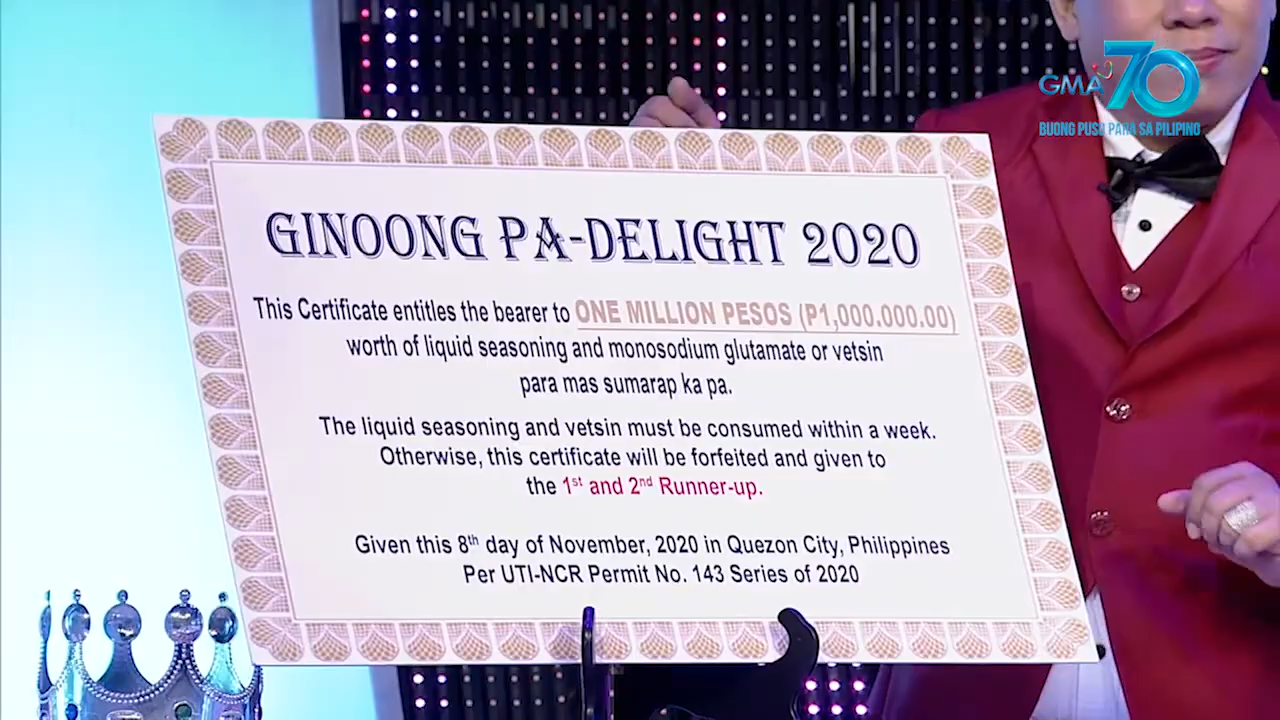 GMA 70
BUONG PUSO PARA SA PILIPINO
GINOONG PA-DELIGHT 2020
This Certificate entitles the bearer to ONE MILLION PESOS (P1,000.000.00)
worth of liquid seasoning and monosodium glutamate or vetsin
para mas sumarap ka pa.
The liquid seasoning and vetsin must be consumed within a week.
Otherwise, this certificate will be forfeited and given to
the 1st and 2nd Runner-up.
Given this 8th day of November, 2020 in Quezon City, Philippines
Per UTI-NCR Permit No. 143 Series of 2020